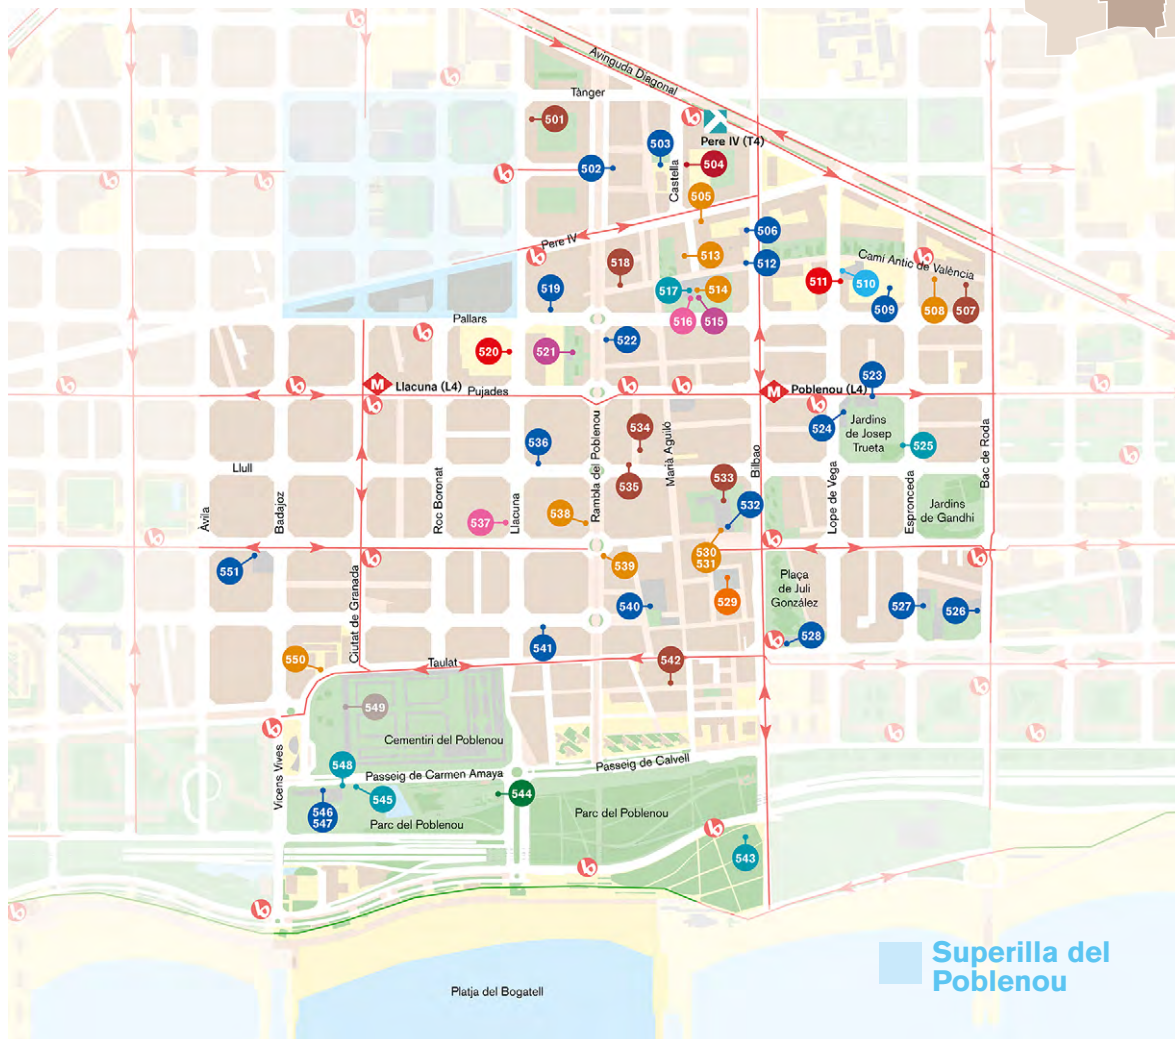 Avinguda Diagonal
Tànger
501
503
Pere IV (T4)
502
504
Castella
505
506
Pere IV
518
513
512
Camí Antic de València
517
514
511
510
519
516
515
509
508
507
Pallars
522
520
521
523
M
Llacuna (L4)
Pujades
M
Poblenou (L4)
524
Jardins
de Josep
Trueta
525
534
536
Rambla del Poblenou
Marià Aguiló
Bilbao
Bac de Roda
Llull
535
533
532
Àvila
Badajoz
Roc Boronat
Llacuna
Lope de Vega
Espronceda
Jardins
de Gandhi
537
538
530
531
551
539
529
Plaça
de Juli
González
540
527
526
528
Ciutat de Granada
541
550
Taulat
542
549
Cementiri del Poblenou
Vicens Vives
548
Passeig de Carmen Amaya
Passeig de Calvell
545
544
546
547
Parc del Poblenou
Parc del Poblenou
543
Superilla del
Poblenou
Platja del Bogatell